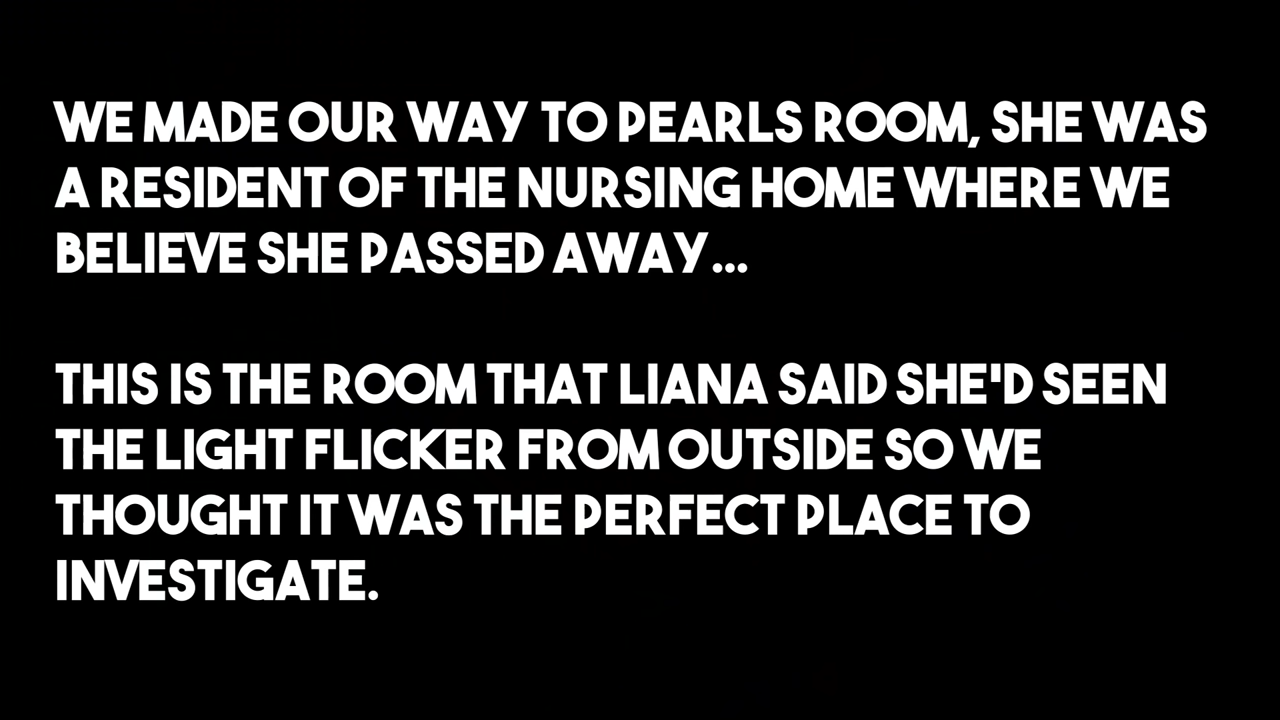 WE MADE OUR WAY TO PEARLS ROOM, SHE WAS
A RESIDENT OF THE NURSING HOME WHERE WE
BELIEVE SHE PASSED AWAY...
THIS IS THE ROOM THAT LIANA SAID SHE'D SEEN
THE LIGHT FLICKER FROM OUTSIDE SO WE
THOUGHT IT WAS THE PERFECT PLACE TO
INVESTIGATE.